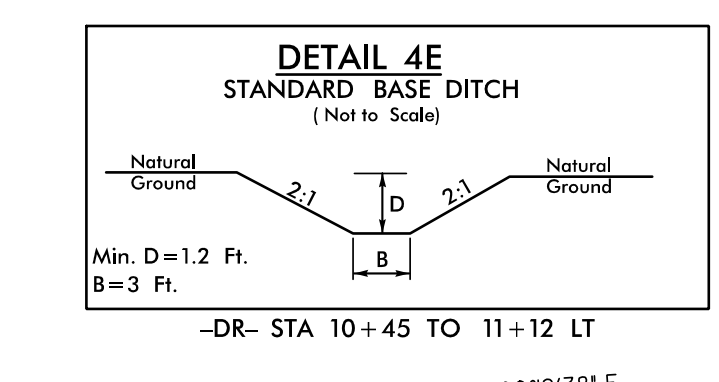 DETAIL 4E
STANDARD BASE DITCH
( Not to Scale)
Natural
Ground
2:1
D
2:1
Natural
Ground
B
Min. D=1.2 Ft.
B=3 Ft.
–DR– STA 10+45 TO 11+12 LT